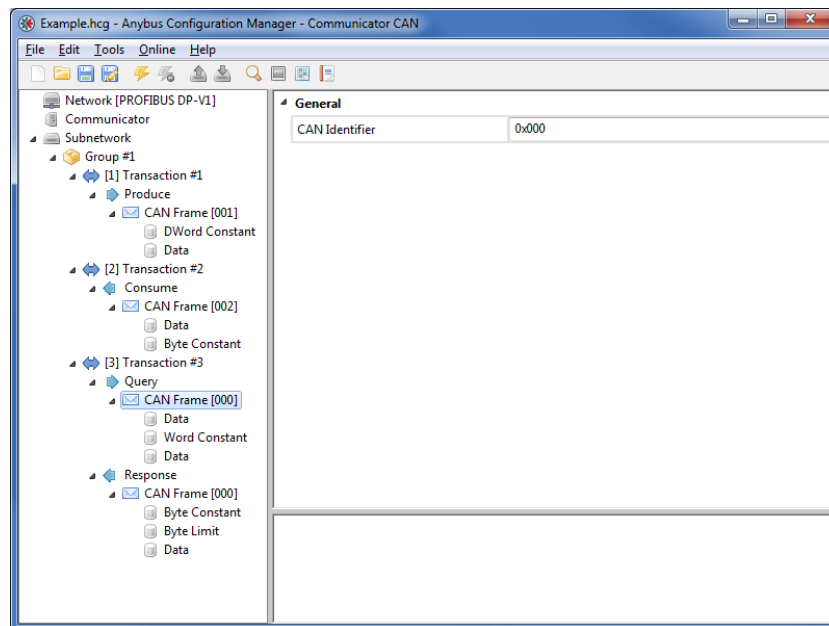 Example.hcg - Anybus Configuration Manager - Communicator CAN
File Edit Tools Online Help
Network [PROFIBUS DP-V1]
Communicator
Subnetwork
Group #1
[1] Transaction #1
Produce
CAN Frame [001]
DWord Constant
Data
[2] Transaction #2
Consume
CAN Frame [002]
Data
Byte Constant
[3] Transaction #3
Query
CAN Frame [000]
Data
Word Constant
Data
Response
CAN Frame [000]
Byte Constant
Byte Limit
Data
General
CAN Identifier 0x000